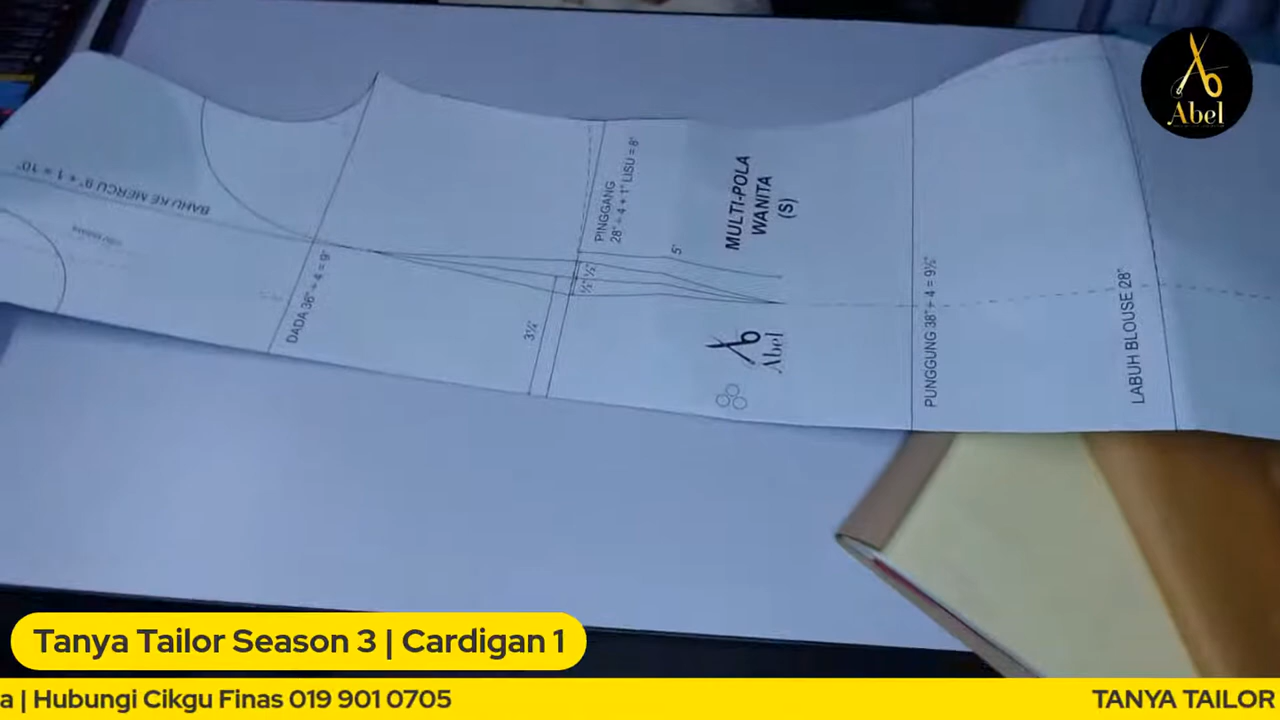 BAHU KE MERCU 9" + 1 = 10"
DADA 36" ÷ 4 = 9"
PINGGANG
28" ÷ 4 + 1" LISU = 8"
½" ½"
3½"
5"
MULTI-POLA
WANITA
(S)
Abel
PUNGGUNG 38" ÷ 4 = 9½"
LABUH BLOUSE 28"
Abel
Tanya Tailor Season 3 | Cardigan 1
a | Hubungi Cikgu Finas 019 901 0705
TANYA TAILOR